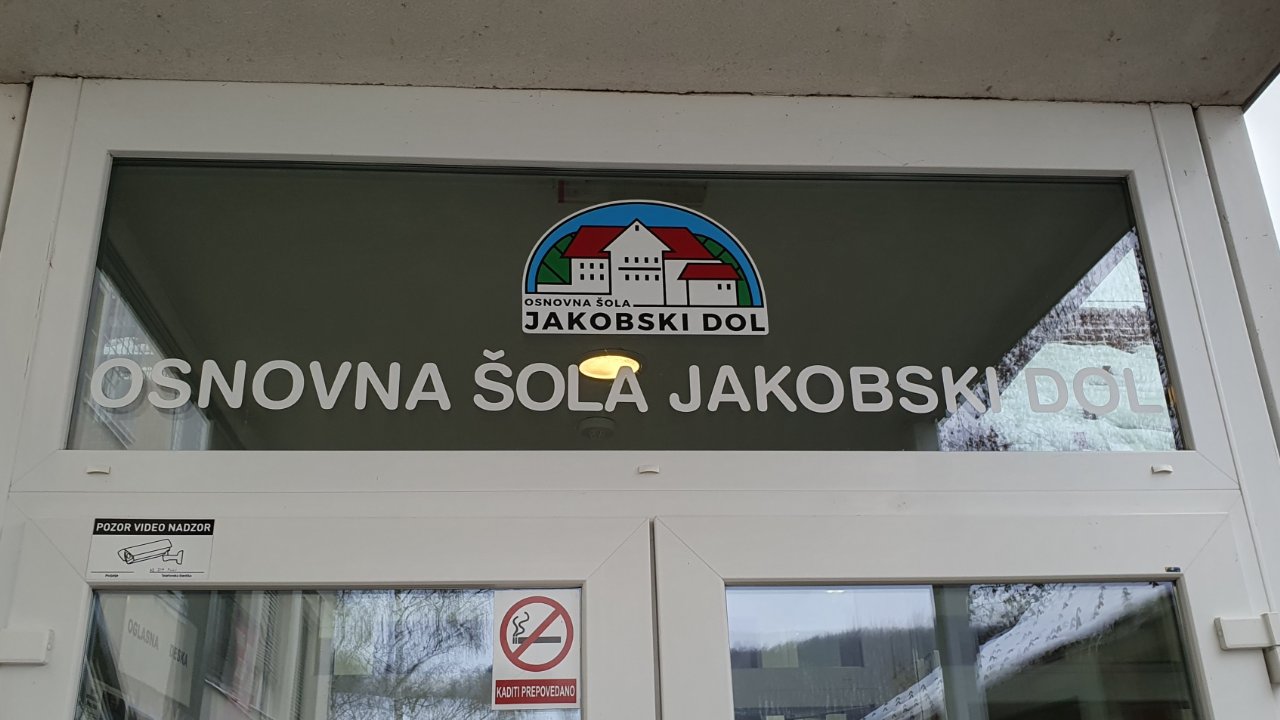 OSNOVNA ŠOLA
JAKOBSKI DOL
OSNOVNA ŠOLA JAKOBSKI DOL
POZOR VIDEO NADZOR
OGLASNA DESKA
KADITI PREPOVEDANO